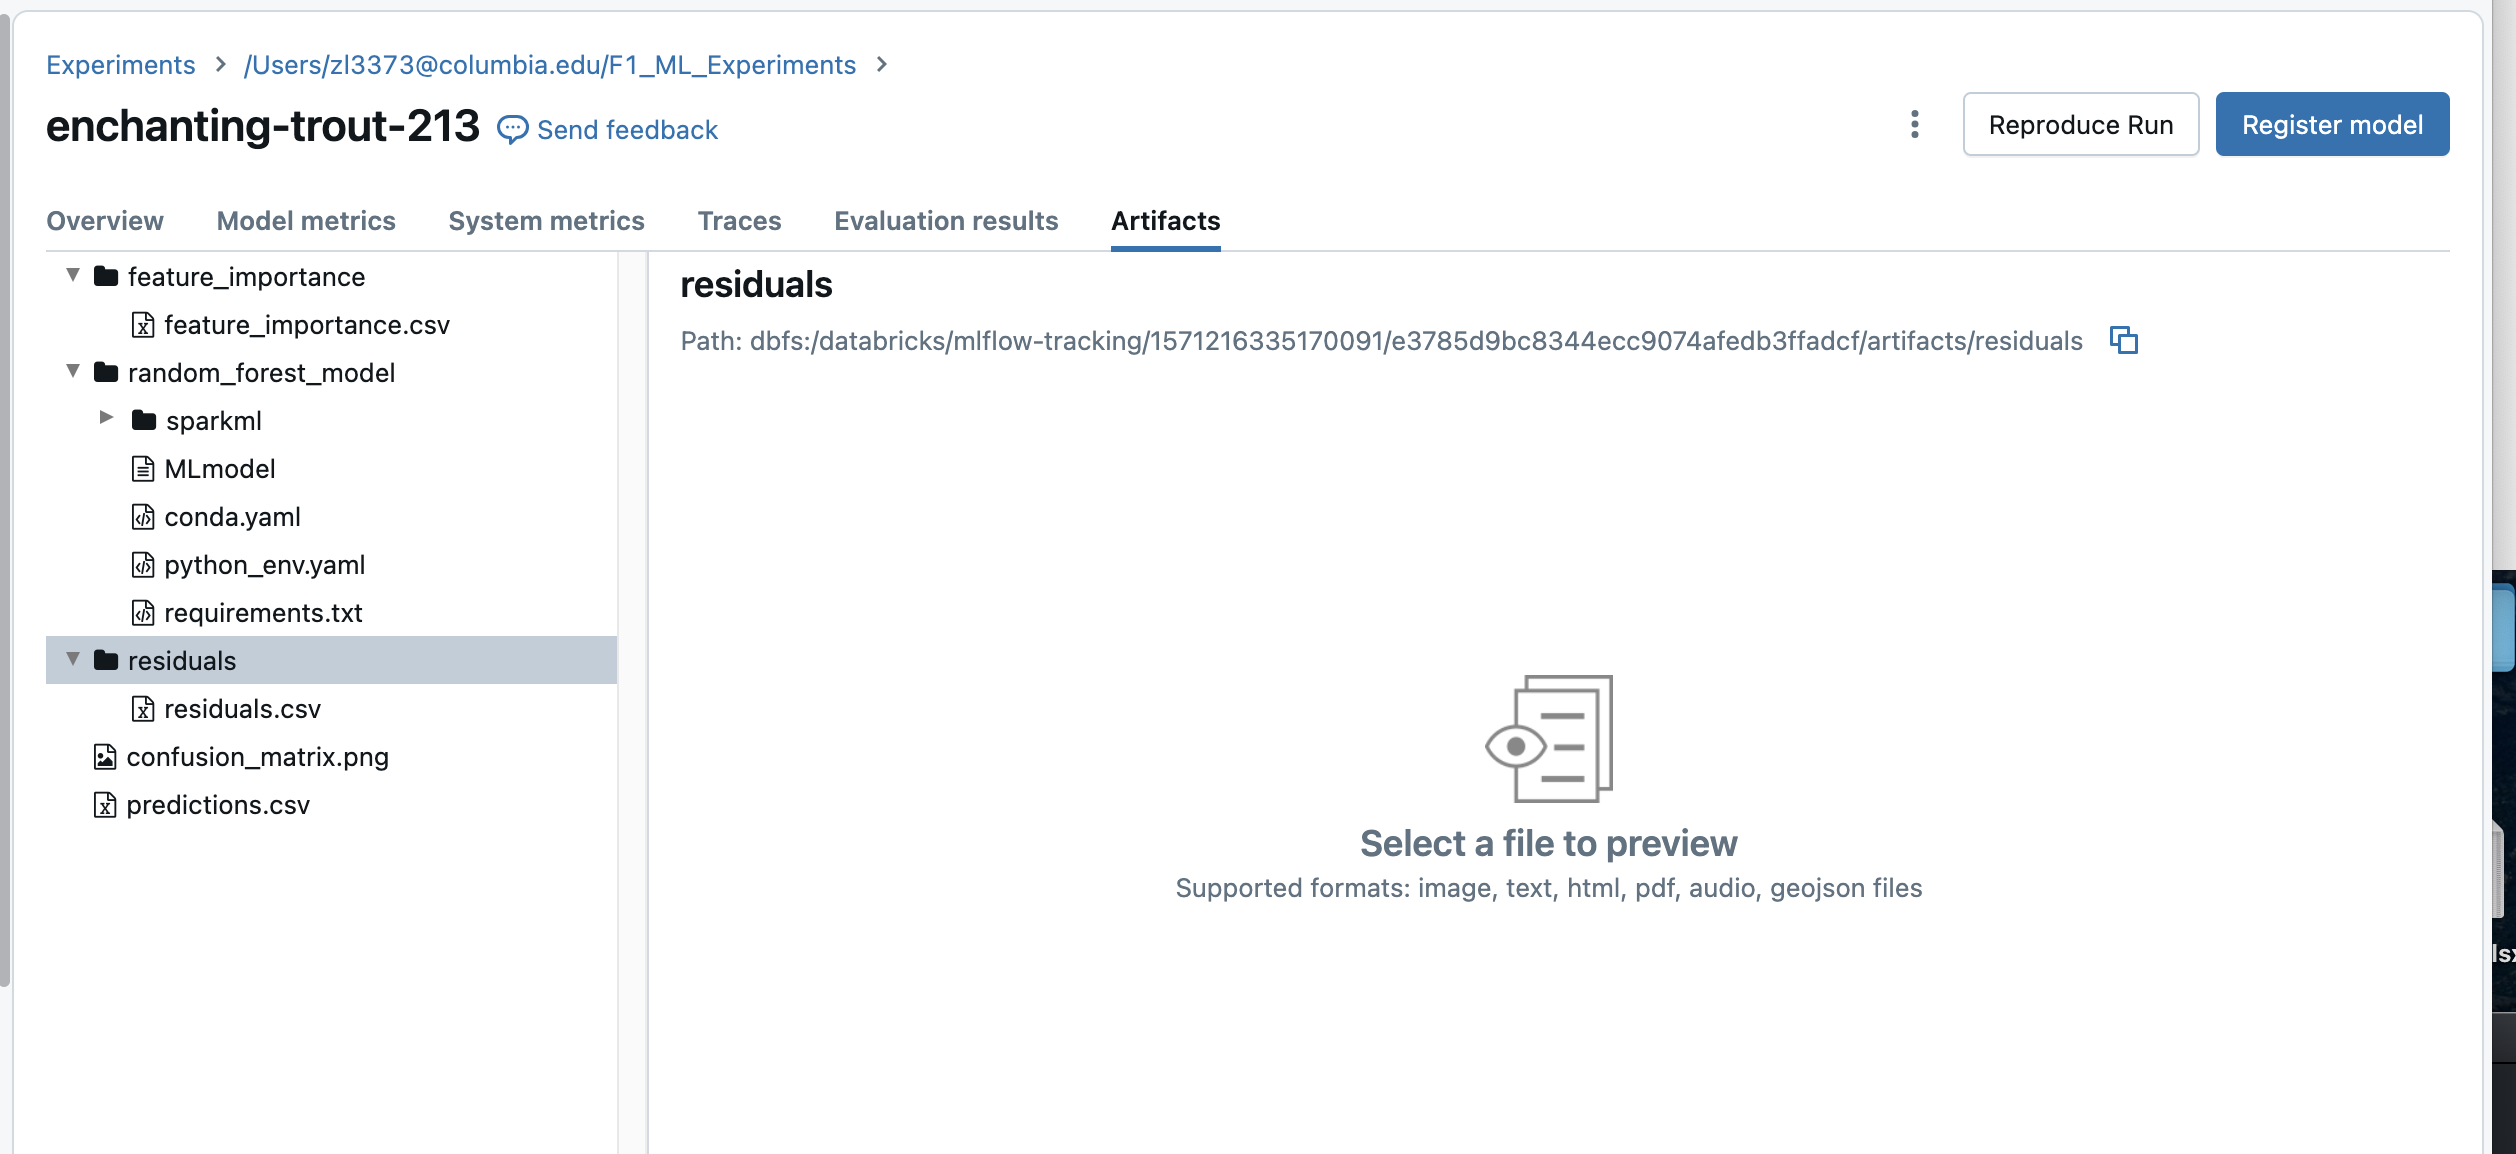 Experiments > /Users/zl3373@columbia.edu/F1_ML_Experiments >
enchanting-trout-213 Send feedback
Reproduce Run
Register model
Overview Model metrics System metrics Traces Evaluation results Artifacts
feature_importance
feature_importance.csv
random_forest_model
sparkml
MLmodel
conda.yaml
python_env.yaml
requirements.txt
residuals
residuals.csv
confusion_matrix.png
predictions.csv
residuals
Path: dbfs:/databricks/mlflow-tracking/1571216335170091/e3785d9bc8344ecc9074afedb3ffadcf/artifacts/residuals
Select a file to preview
Supported formats: image, text, html, pdf, audio, geojson files